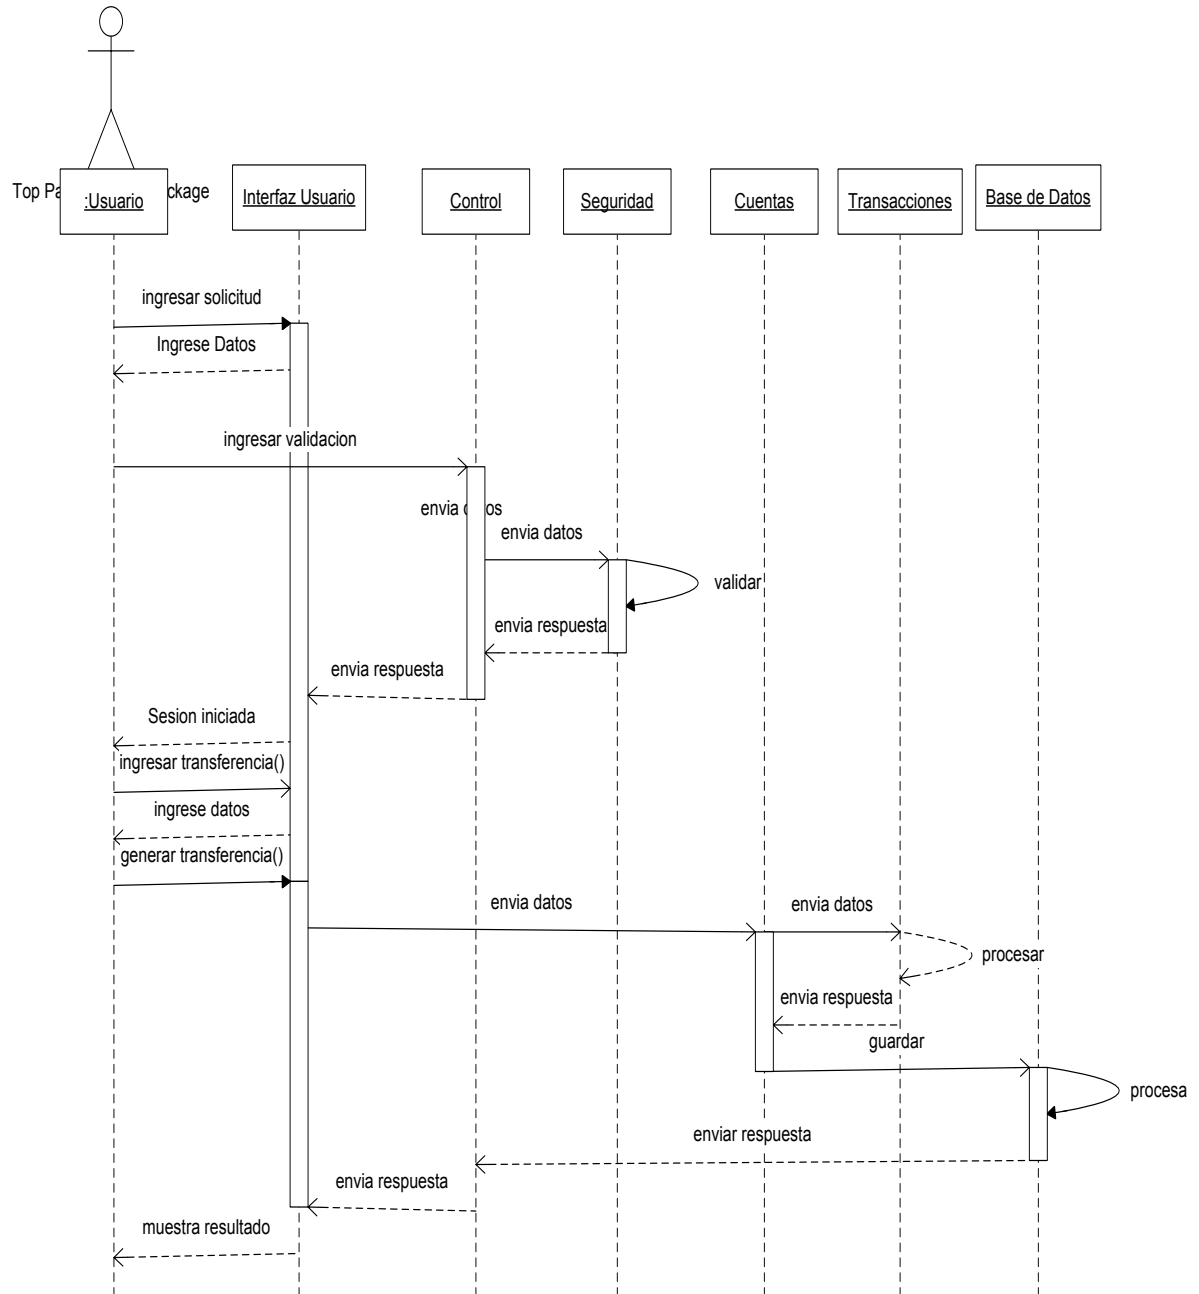 Top Pa ckage
:Usuario
Interfaz Usuario
Control
Seguridad
Cuentas
Transacciones
Base de Datos
ingresar solicitud
Ingrese Datos
ingresar validacion
envia d os
envia datos
validar
envia respuesta
envia respuesta
Sesion iniciada
ingresar transferencia()
ingrese datos
generar transferencia()
envia datos
envia datos
procesar
envia respuesta
guardar
procesa
enviar respuesta
envia respuesta
muestra resultado